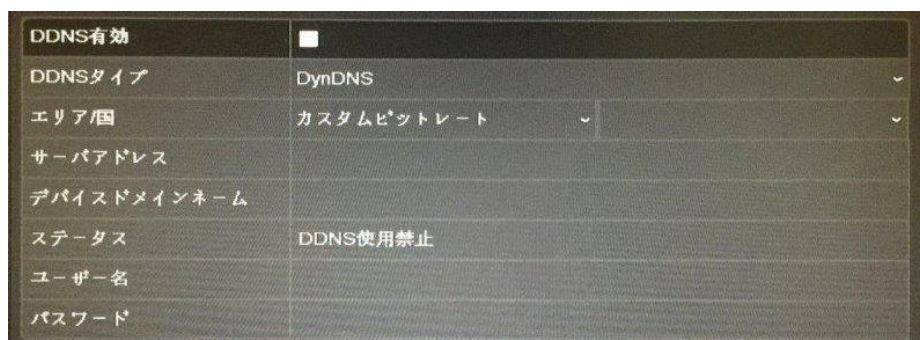 DDNS有効
DDNSタイプ DynDNS
エリア/国 カスタムビットレート
サーバアドレス
デバイスドメインネーム
ステータス DDNS使用禁止
ユーザー名
パスワード